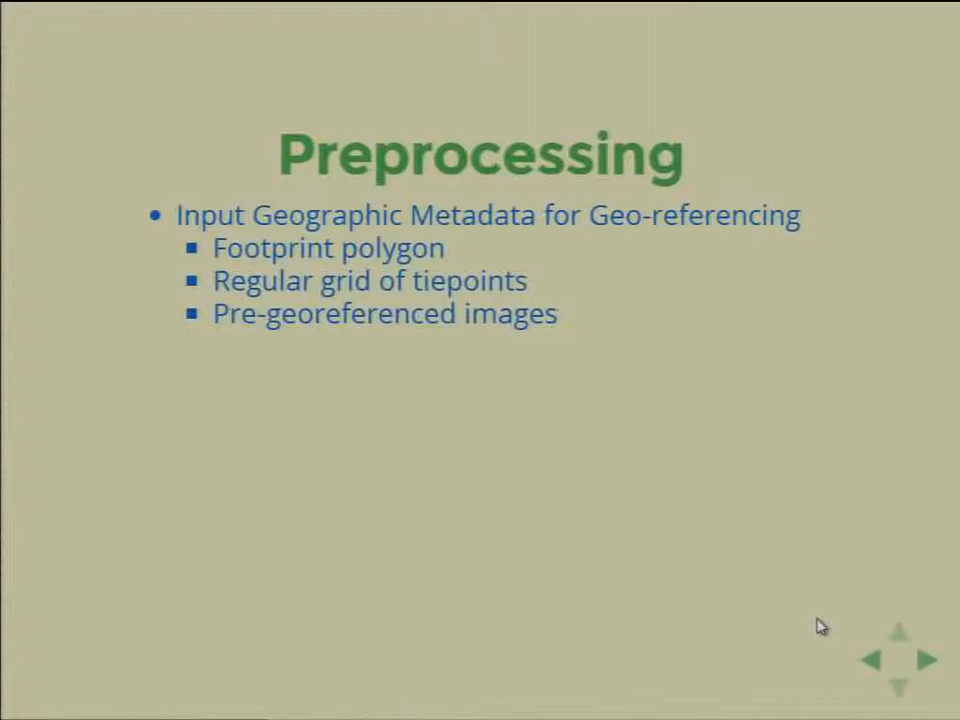 Preprocessing
Input Geographic Metadata for Geo-referencing
Footprint polygon
Regular grid of tiepoints
Pre-georeferenced images